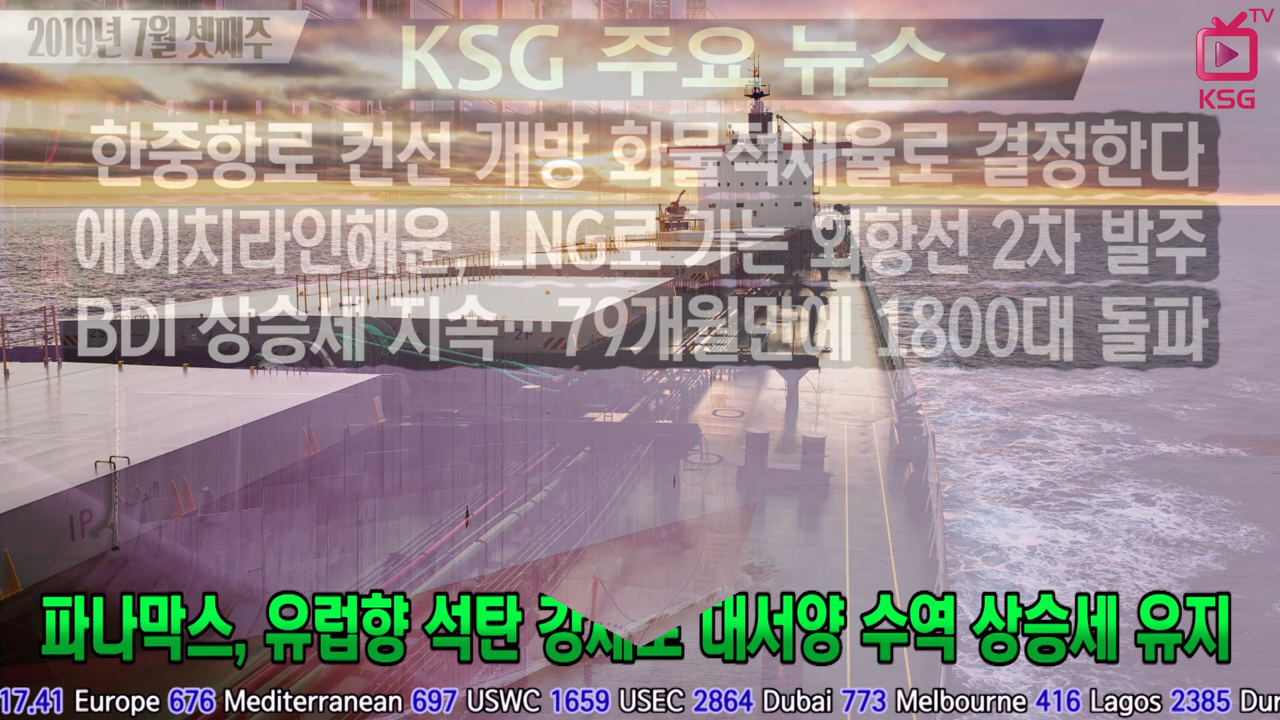 2019년 7월 셋째주
KSG 주요 뉴스
TV
KSG
한중항로 컨선 개방 화물적재율로 결정한다
에이치라인해운, LNG로 가는 외항선 2차 발주
BDI 상승세 지속…79개월만에 1800대 돌파
1P
파나막스, 유럽향 석탄 강세로 대서양 수역 상승세 유지
17.41 Europe 676 Mediterranean 697 USWC 1659 USEC 2864 Dubai 773 Melbourne 416 Lagos 2385 Dur